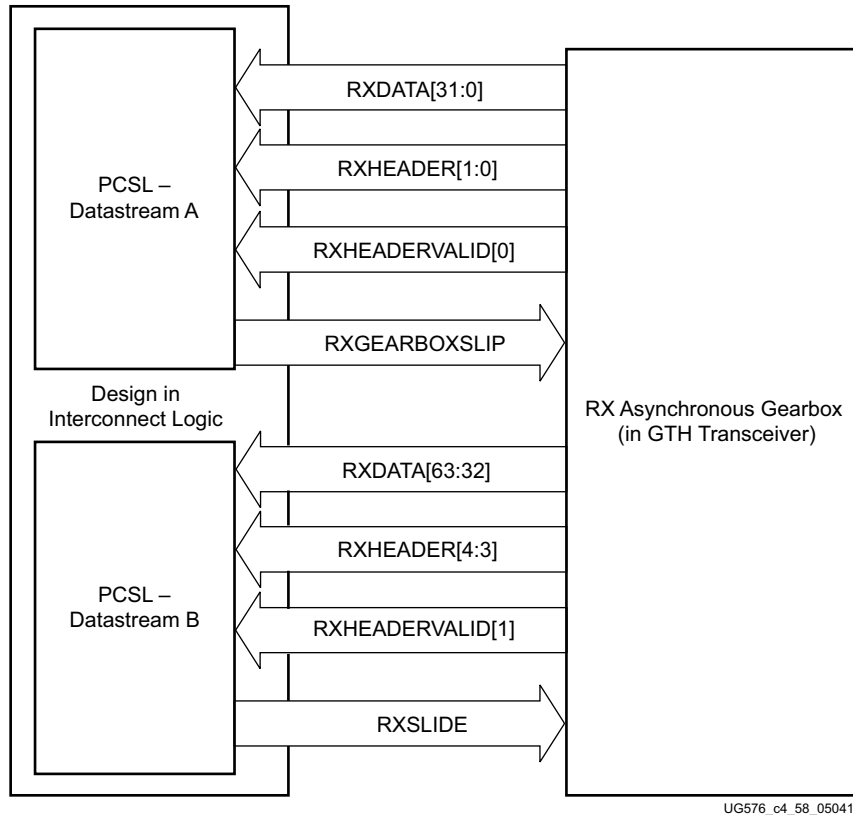 RXDATA[31:0]
RXHEADER[1:0]
PCSL –
Datastream A
RXHEADERVALID[0]
RXGEARBOXSLIP
Design in
Interconnect Logic
RX Asynchronous Gearbox
(in GTH Transceiver)
RXDATA[63:32]
RXHEADER[4:3]
PCSL –
Datastream B
RXHEADERVALID[1]
RXSLIDE
UG576_c4_58_05041